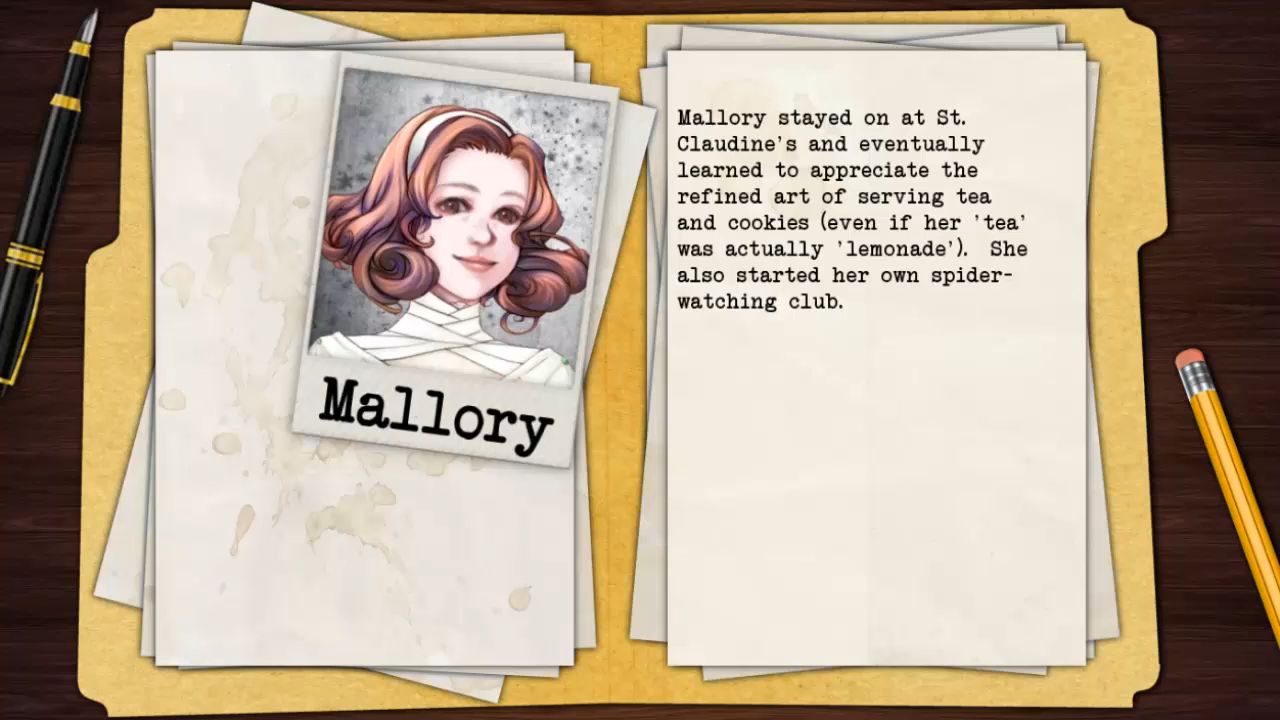 Mallory
Mallory stayed on at St.
Claudine's and eventually
learned to appreciate the
refined art of serving tea
and cookies (even if her 'tea'
was actually 'lemonade').  She
also started her own spider-
watching club.